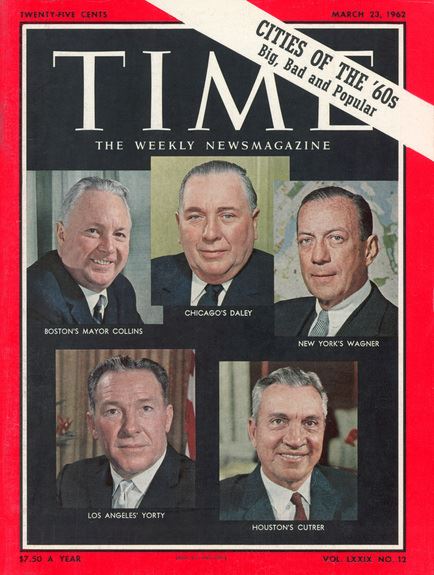 TWENTY-FIVE CENTS
MARCH 23, 1962
CITIES OF THE '60s
Big, Bad and Popular
TIME
THE WEEKLY NEWSMAGAZINE
BOSTON'S MAYOR COLLINS
CHICAGO'S DALEY
NEW YORK'S WAGNER
LOS ANGELES' YORTY
HOUSTON'S CUTRER
$7.50 A YEAR
VOL. LXXIX NO. 12